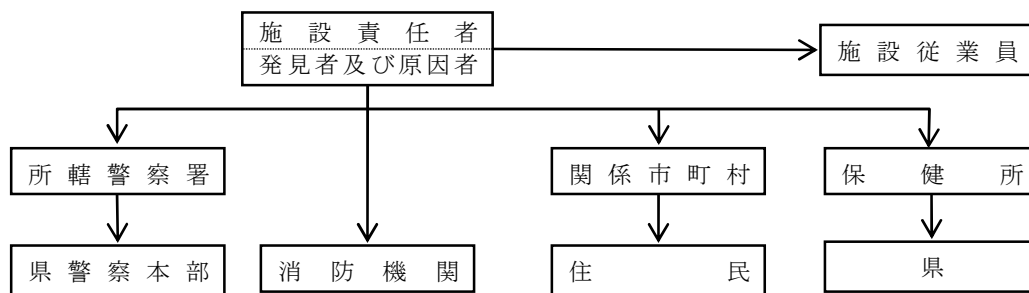 施設責任者
発見者及び原因者
施設従業員
所轄警察署
関係市町村
保健所
県警察本部
消防機関
住民
県